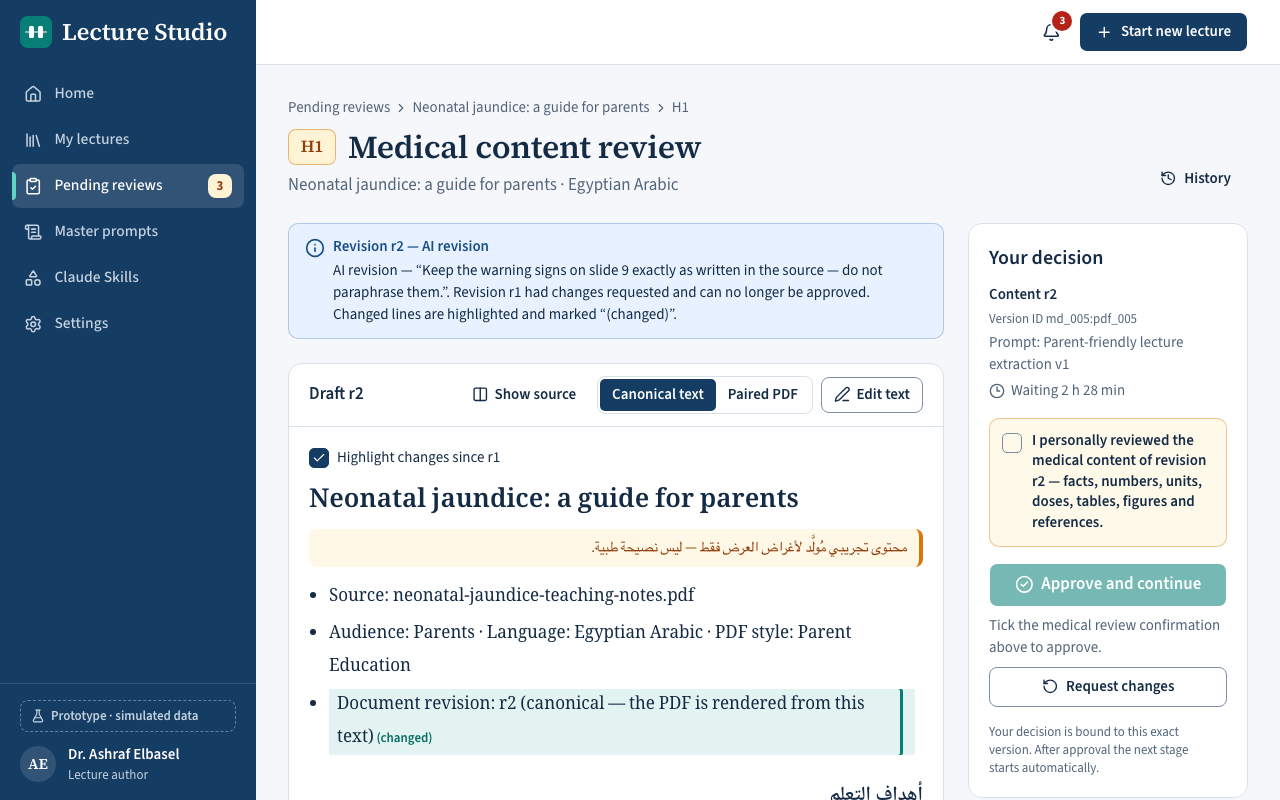 Lecture Studio
Home
My lectures
Pending reviews
3
Master prompts
Claude Skills
Settings
Prototype · simulated data
AE
Dr. Ashraf Elbasel
Lecture author
3
Start new lecture
Pending reviews
Neonatal jaundice: a guide for parents
H1
H1
Medical content review
Neonatal jaundice: a guide for parents · Egyptian Arabic
History
Revision r2 — AI revision
AI revision — “Keep the warning signs on slide 9 exactly as written in the source — do not
paraphrase them.”. Revision r1 had changes requested and can no longer be approved.
Changed lines are highlighted and marked “(changed)”.
Draft r2
Show source
Canonical text
Paired PDF
Edit text
Highlight changes since r1
Neonatal jaundice: a guide for parents
محتوى تجريبي مُولَّد لأغراض العرض فقط — ليس نصيحة طبية.
Source: neonatal-jaundice-teaching-notes.pdf
Audience: Parents · Language: Egyptian Arabic · PDF style: Parent
Education
Document revision: r2 (canonical — the PDF is rendered from this
text) (changed)
أهداف التعلم
Your decision
Content r2
Version ID md_005:pdf_005
Prompt: Parent-friendly lecture
extraction v1
Waiting 2 h 28 min
I personally reviewed the
medical content of revision
r2 — facts, numbers, units,
doses, tables, figures and
references.
Approve and continue
Tick the medical review confirmation
above to approve.
Request changes
Your decision is bound to this exact
version. After approval the next stage
starts automatically.